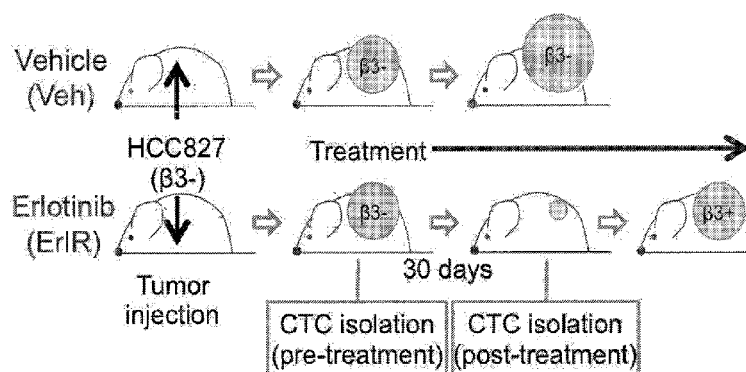 Vehicle
(Veh)
β3-
β3-
HCC827
(β3-)
Treatment
Erlotinib
(ErlR)
β3-
β3+
30 days
Tumor
injection
CTC isolation
(pre-treatment)
CTC isolation
(post-treatment)